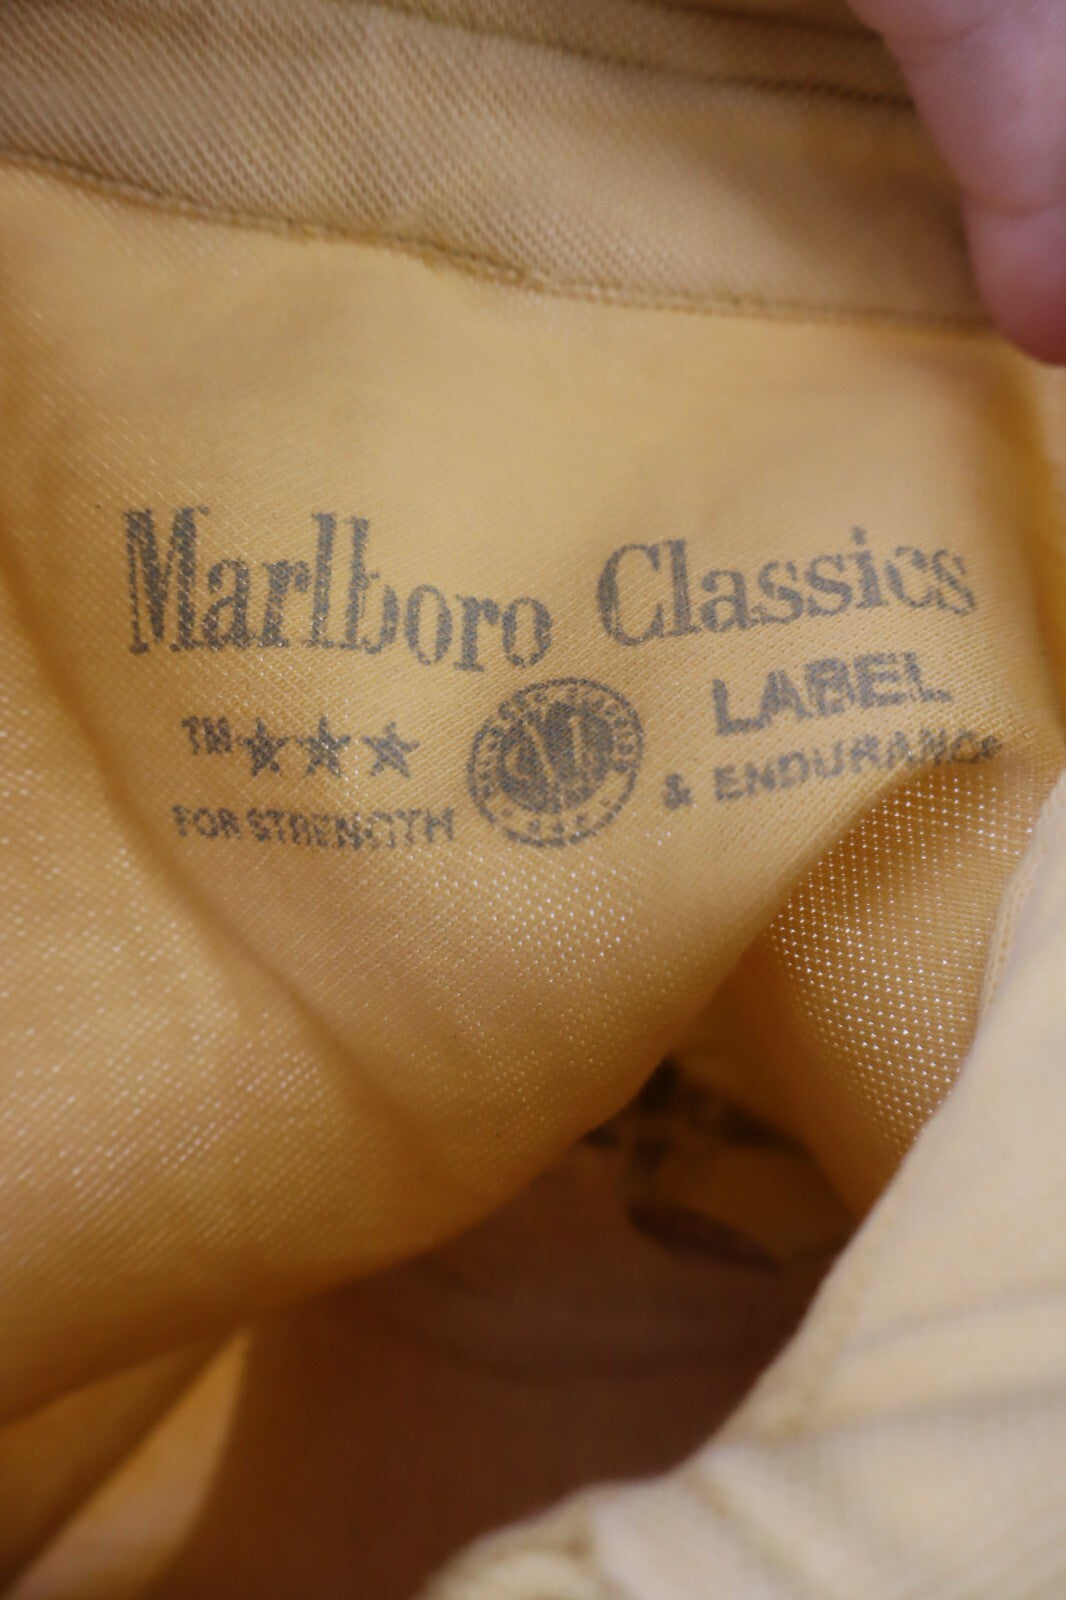 Marlboro Classics
TM ★★★ LABEL
FOR STRENGTH & ENDURANCE